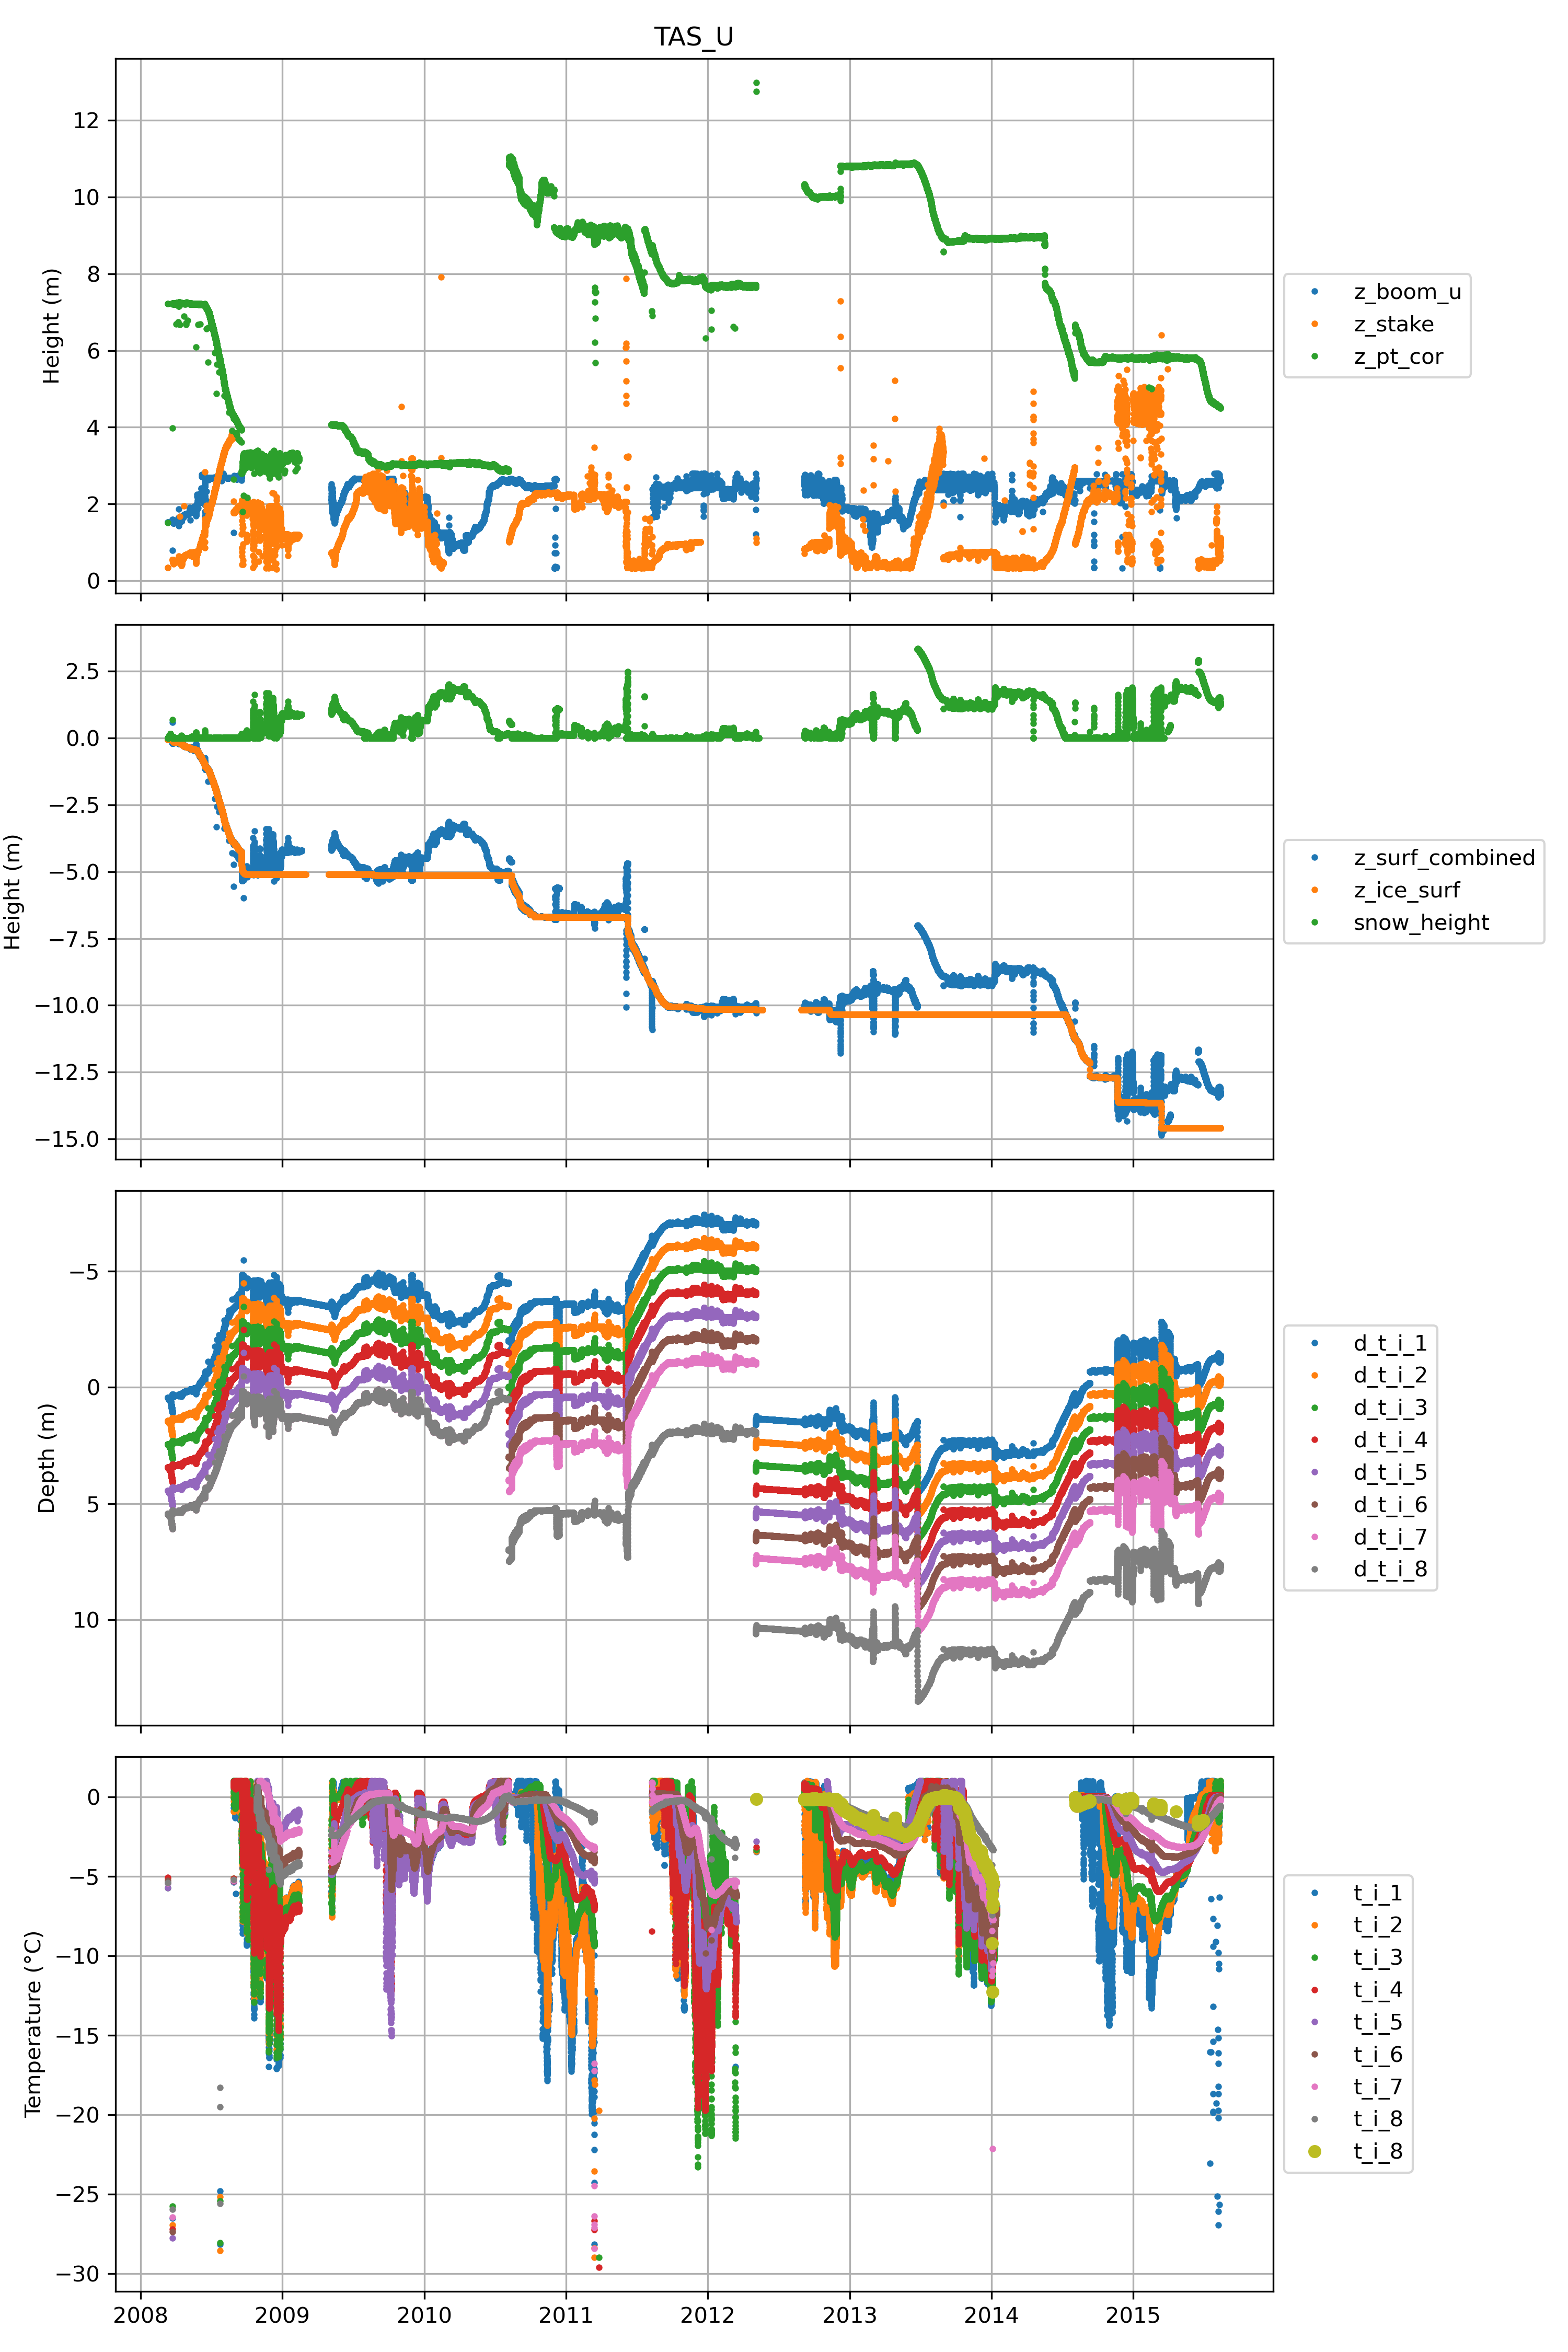 TAS_U
Height (m)
12
10
8
6
4
2
0
z_boom_u
z_stake
z_pt_cor
Height (m)
2.5
0.0
−2.5
−5.0
−7.5
−10.0
−12.5
−15.0
z_surf_combined
z_ice_surf
snow_height
Depth (m)
−5
0
5
10
d_t_i_1
d_t_i_2
d_t_i_3
d_t_i_4
d_t_i_5
d_t_i_6
d_t_i_7
d_t_i_8
Temperature (°C)
0
−5
−10
−15
−20
−25
−30
t_i_1
t_i_2
t_i_3
t_i_4
t_i_5
t_i_6
t_i_7
t_i_8
t_i_8
2008 2009 2010 2011 2012 2013 2014 2015